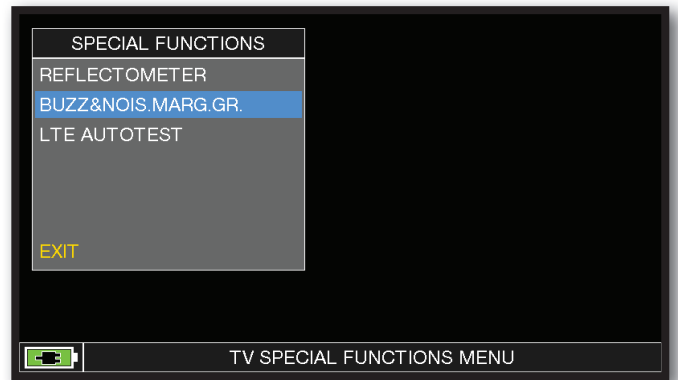 SPECIAL FUNCTIONS
REFLECTOMETER
BUZZ&NOIS.MARG.GR.
LTE AUTOTEST
EXIT
TV SPECIAL FUNCTIONS MENU